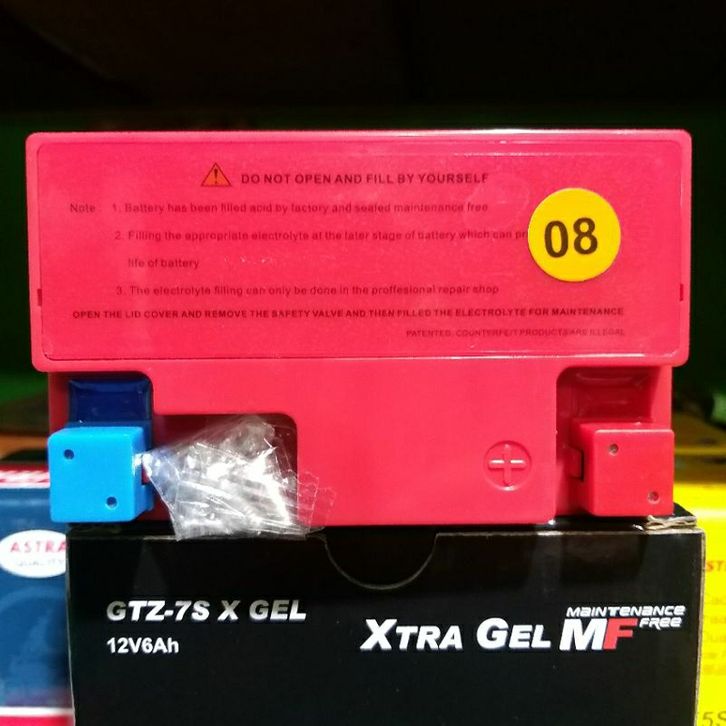 DO NOT OPEN AND FILL BY YOURSELF
Note : 1. Battery has been filled acid by factory and sealed maintenance free
2. Filling the appropriate electrolyte at the later stage of battery which can
life of battery
08
3. The electrolyte filling can only be done in the proffesional repair shop
OPEN THE LID COVER AND REMOVE THE SAFETY VALVE AND THEN FILLED THE ELECTROLYTE FOR MAINTENANCE
PATENTED, COUNTERFEIT PRODUCTS ARE ILLEGAL
+
ASTRA
GTZ-7S X GEL
12V6Ah
XTRA GEL MF
MAINTENANCE
FREE